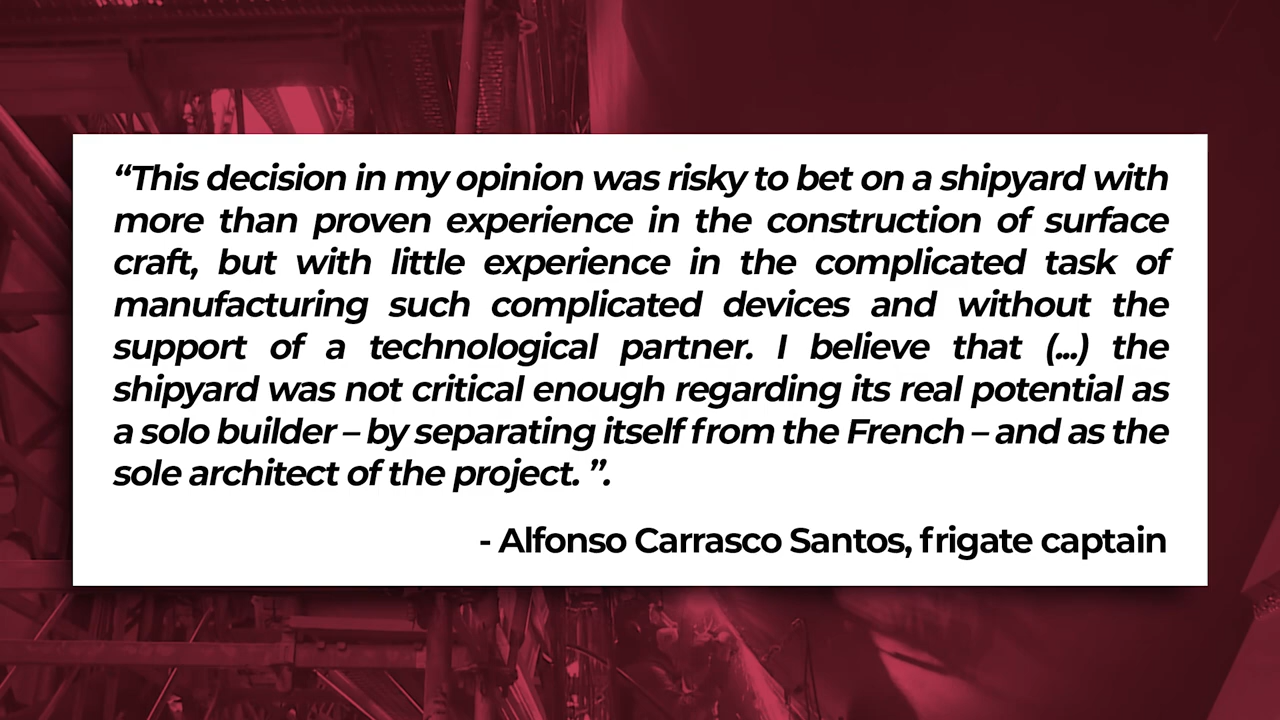 “This decision in my opinion was risky to bet on a shipyard with
more than proven experience in the construction of surface
craft, but with little experience in the complicated task of
manufacturing such complicated devices and without the
support of a technological partner. I believe that (...) the
shipyard was not critical enough regarding its real potential as
a solo builder – by separating itself from the French – and as the
sole architect of the project. ”.
- Alfonso Carrasco Santos, frigate captain